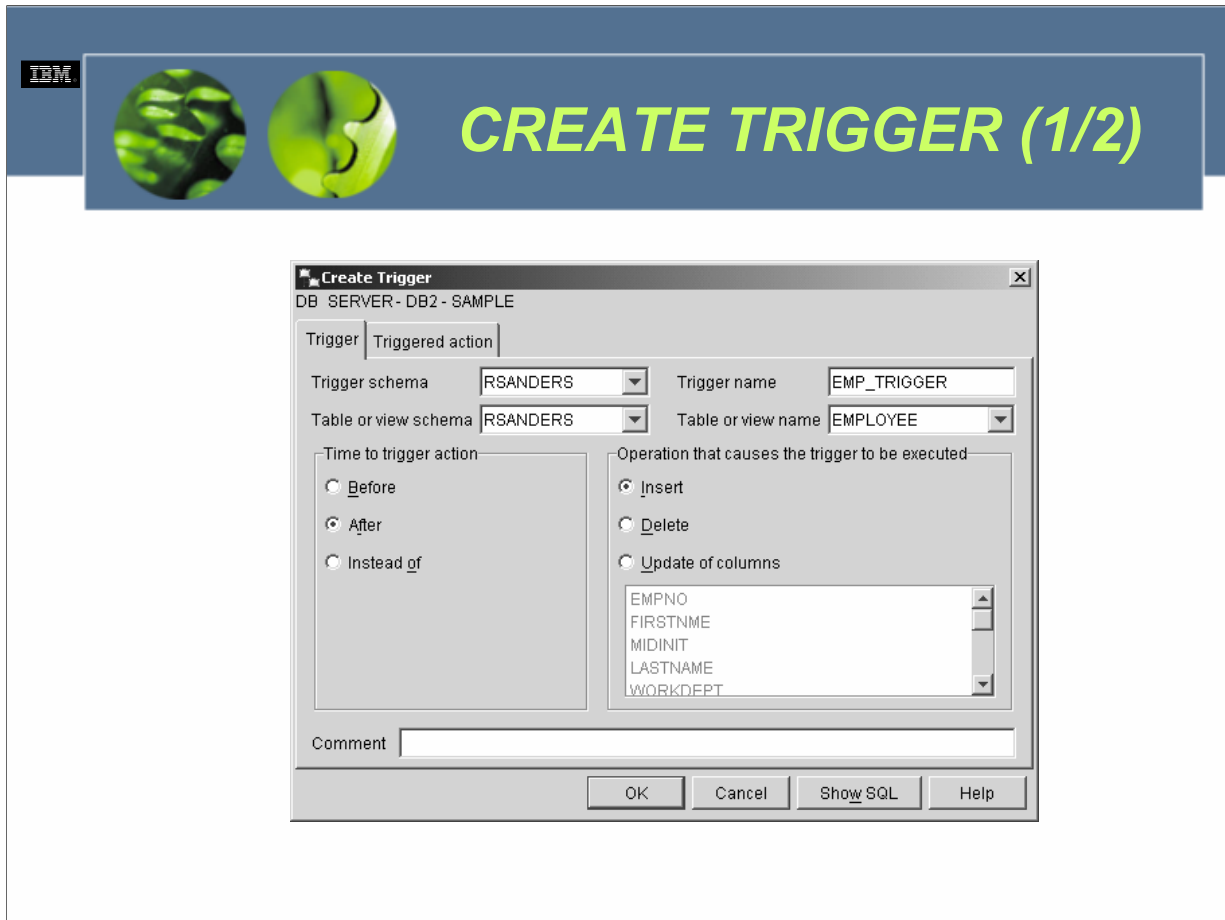 IBM.
CREATE TRIGGER (1/2)
Create Trigger
DB SERVER - DB2 - SAMPLE
Trigger
Triggered action
Trigger schema
RSANDERS
Trigger name
EMP_TRIGGER
Table or view schema
RSANDERS
Table or view name
EMPLOYEE
Time to trigger action
Before
After
Instead of
Operation that causes the trigger to be executed
Insert
Delete
Update of columns
EMPNO
FIRSTNME
MIDINIT
LASTNAME
WORKDEPT
Comment
OK
Cancel
Show SQL
Help